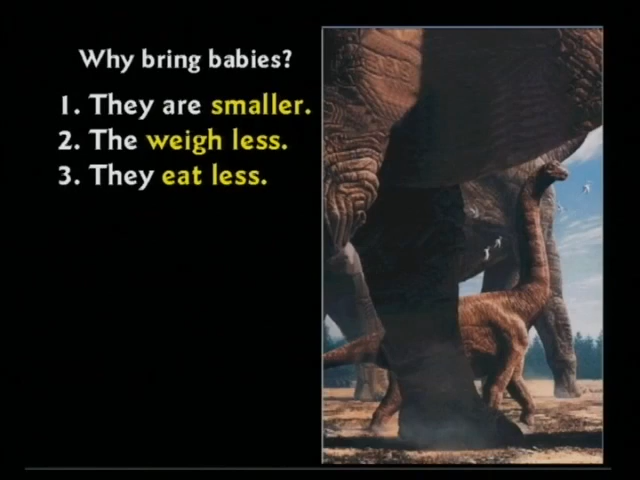 Why bring babies?
1. They are smaller.
2. The weigh less.
3. They eat less.